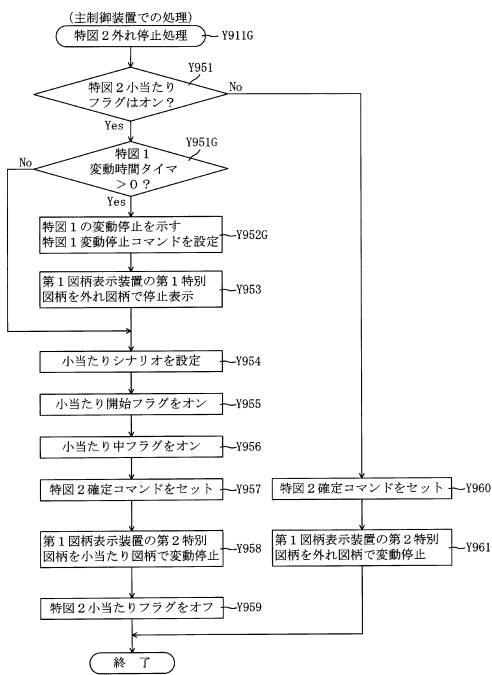 (主制御装置での処理)
特図2外れ停止処理
Y911G
Y951
特図2小当たり
フラグはオン?
No
Yes
Y951G
特図1
変動時間タイマ
>0?
No
Yes
特図1の変動停止を示す
特図1変動停止コマンドを設定
Y952G
第1図柄表示装置の第1特別
図柄を外れ図柄で停止表示
Y953
小当たりシナリオを設定
Y954
小当たり開始フラグをオン
Y955
小当たり中フラグをオン
Y956
特図2確定コマンドをセット
Y957
特図2確定コマンドをセット
Y960
第1図柄表示装置の第2特別
図柄を小当たり図柄で変動停止
Y958
第1図柄表示装置の第2特別
図柄を外れ図柄で変動停止
Y961
特図2小当たりフラグをオフ
Y959
終 了